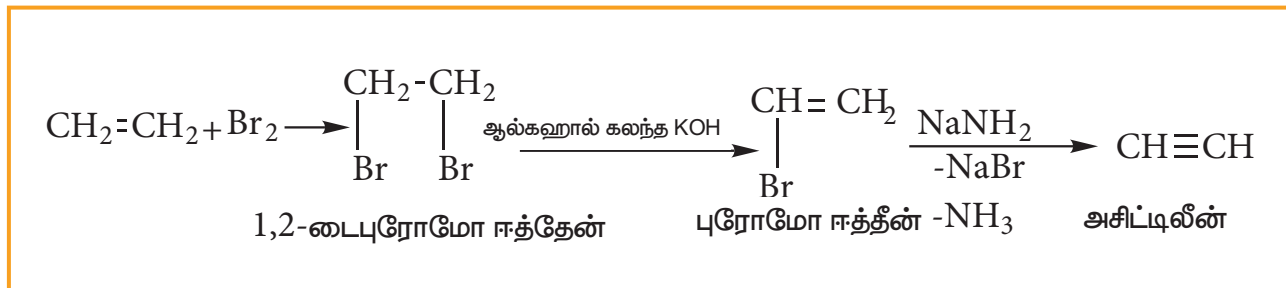 CH₂=CH₂ + Br₂ ⟶ CH₂-CH₂ ஆல்கஹால் கலந்த KOH CH=CH₂ NaNH₂ CH≡CH
Br Br Br -NaBr
1,2-டைபுரோமோ ஈத்தேன் புரோமோ ஈத்தீன் -NH₃ அசிட்டிலீன்